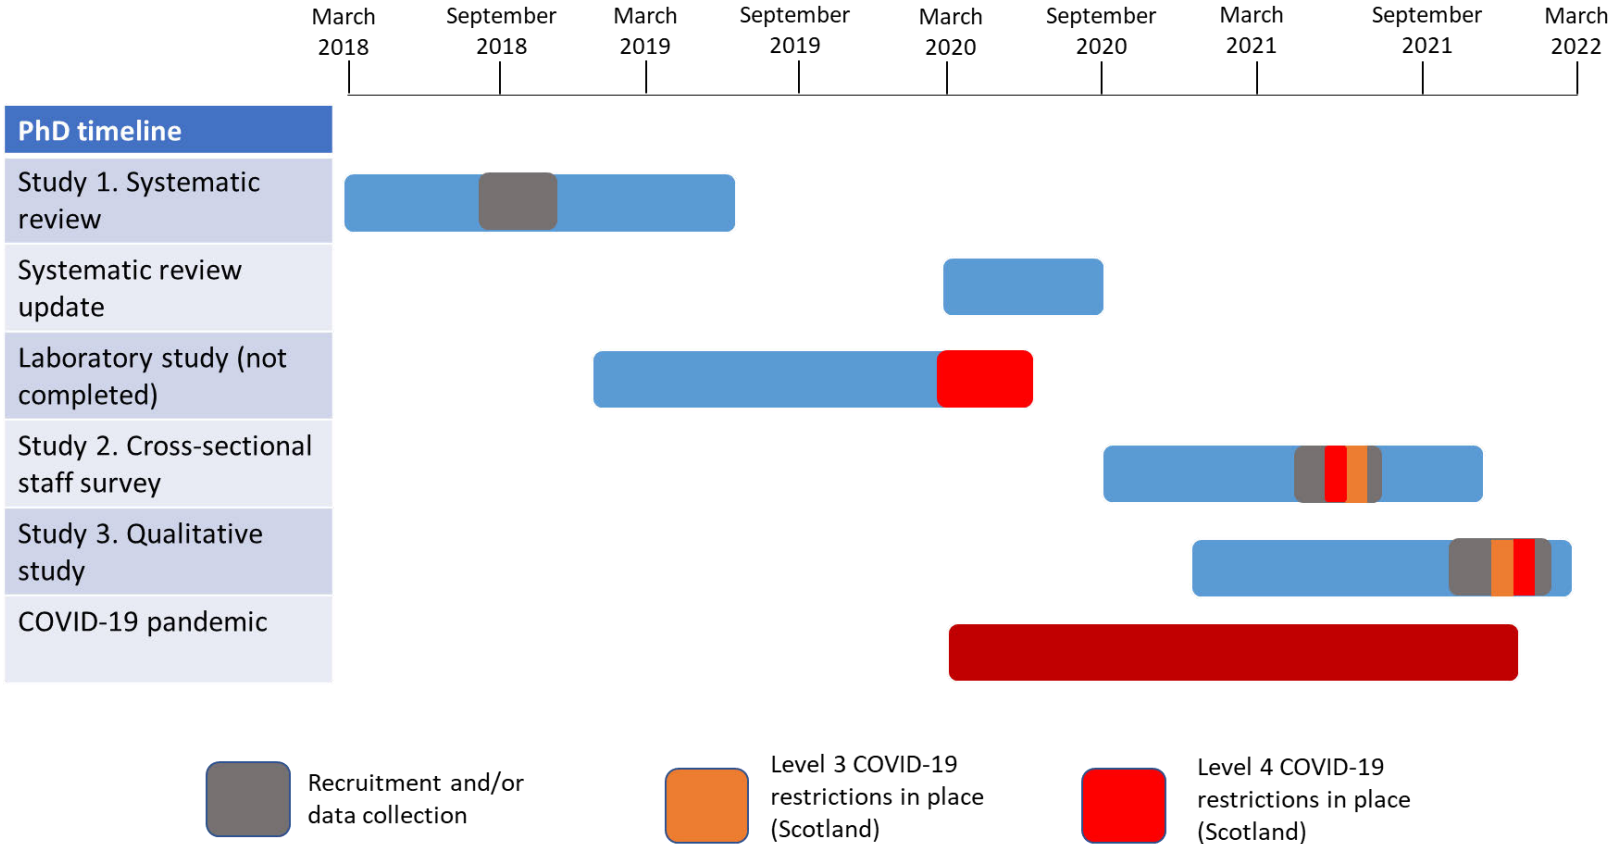 March September March September March September March September March
2018 2018 2019 2019 2020 2020 2021 2021 2022
PhD timeline
Study 1. Systematic
review
Systematic review
update
Laboratory study (not
completed)
Study 2. Cross-sectional
staff survey
Study 3. Qualitative
study
COVID-19 pandemic
Recruitment and/or
data collection
Level 3 COVID-19
restrictions in place
(Scotland)
Level 4 COVID-19
restrictions in place
(Scotland)